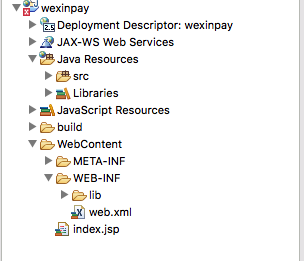 wexinpay
Deployment Descriptor: wexinpay
JAX-WS Web Services
Java Resources
src
Libraries
JavaScript Resources
build
WebContent
META-INF
WEB-INF
lib
web.xml
index.jsp